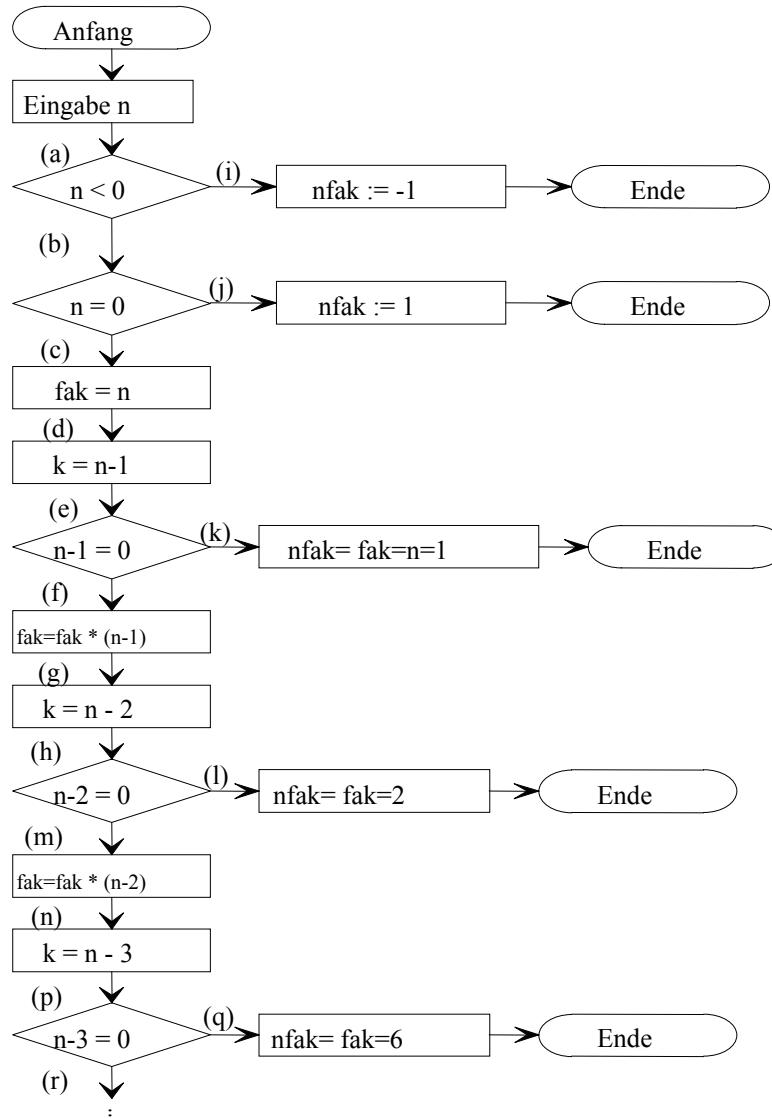 Anfang
Eingabe n
(a)
n < 0
(i)
nfak := -1
Ende
(b)
n = 0
(j)
nfak := 1
Ende
(c)
fak = n
(d)
k = n-1
(e)
n-1 = 0
(k)
nfak= fak=n=1
Ende
(f)
fak=fak * (n-1)
(g)
k = n - 2
(h)
n-2 = 0
(l)
nfak= fak=2
Ende
(m)
fak=fak * (n-2)
(n)
k = n - 3
(p)
n-3 = 0
(q)
nfak= fak=6
Ende
(r)
: